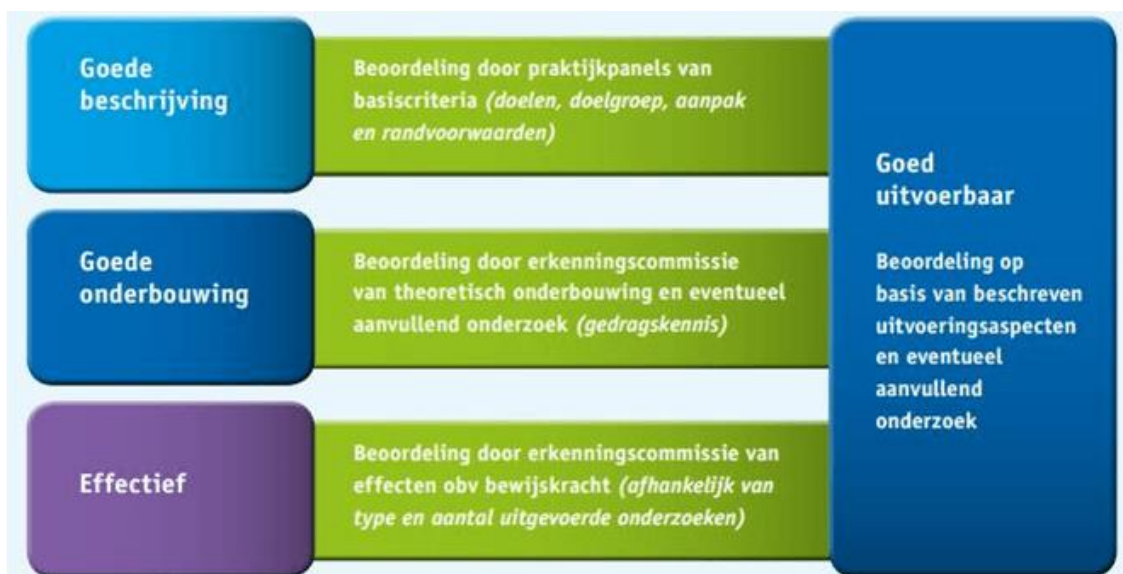 Goede
beschrijving
Beoordeling door praktijkpanels van
basiscriteria (doelen, doelgroep, aanpak
en randvoorwaarden)
Goede
onderbouwing
Beoordeling door erkenningscommissie
van theoretisch onderbouwing en eventueel
aanvullend onderzoek (gedragskennis)
Effectief
Beoordeling door erkenningscommissie van
effecten obv bewijskracht (afhankelijk van
type en aantal uitgevoerde onderzoeken)
Goed
uitvoerbaar
Beoordeling op
basis van beschreven
uitvoeringsaspecten
en eventueel
aanvullend
onderzoek